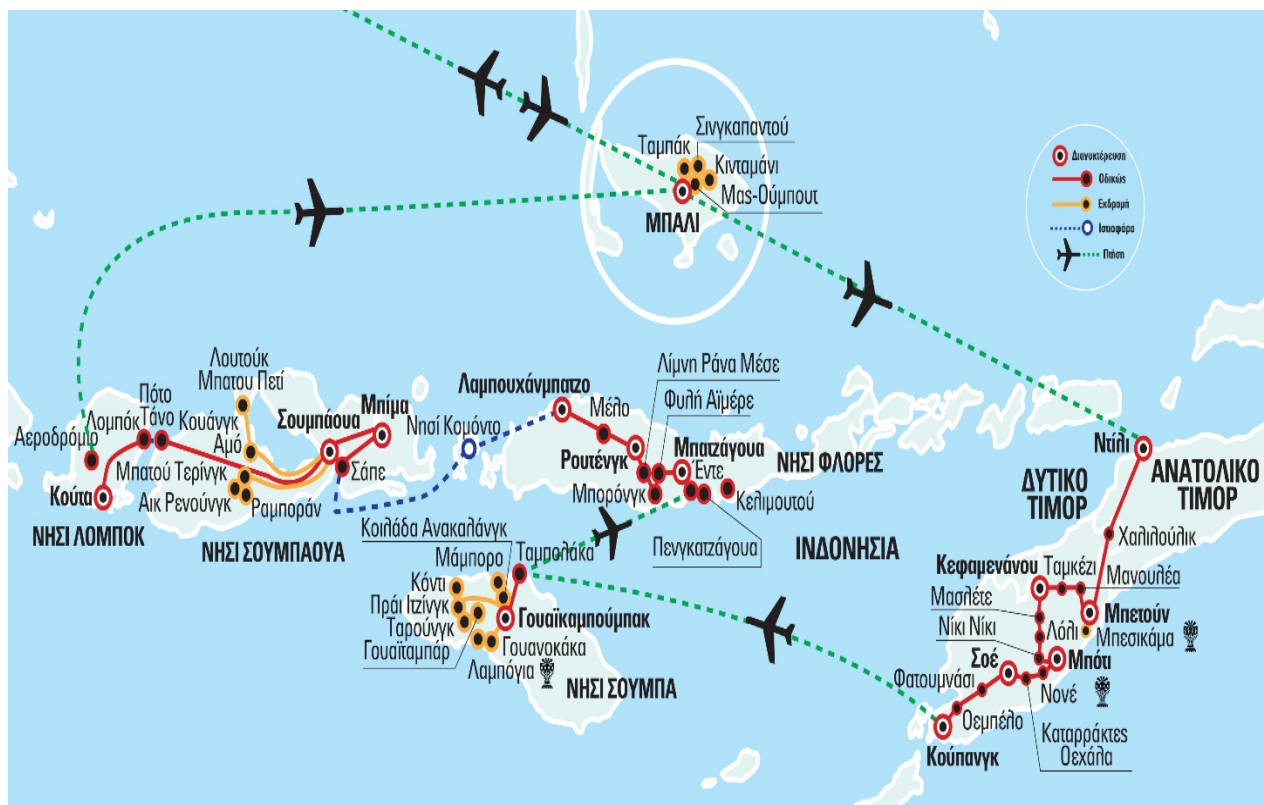 Σινγκαπαντού
Ταμπάκ
Κινταμάνι
Μας-Ούμπουτ
ΜΠΑΛΙ
Διανυκτέρευση
Οδικώς
Εκδρομή
Ιστιοφόρο
Πτήση
Λουτούκ
Μπατου Πετί
Πότο
Τάνο
Λομπόκ
Κουάνγκ
Αμό
Αεροδρόμιο
Σουμπάουα
Μπίμα
Νησί Κομόντο
Λαμπουχάνμπατζο
Λίμνη Ράνα Μέσε
Φυλή Αϊμέρε
Μέλο
Ρουτένγκ
Μπατζάγουα
Έντε
ΝΗΣΙ ΦΛΟΡΕΣ
Κούτα
Μπατού Τερίνγκ
Αικ Ρενούνγκ
Ραμποράν
Σάπε
Μπορόνγκ
Κελιμουτού
ΝΗΣΙ ΛΟΜΠΟΚ
ΝΗΣΙ ΣΟΥΜΠΑΟΥΑ
Κοιλάδα Ανακαλάνγκ
Πενγκατζάγουα
ΙΝΔΟΝΗΣΙΑ
Μάμπορο
Ταμπολάκα
Κόντι
Πράι Ιτζίνγκ
Ταρούνγκ
Γουαϊταμπάρ
Γουαϊκαμπούμπακ
Γουανοκάκα
Λαμπόγια
ΝΗΣΙ ΣΟΥΜΠΑ
Ντίλι
ΔΥΤΙΚΟ
ΤΙΜΟΡ
ΑΝΑΤΟΛΙΚΟ
ΤΙΜΟΡ
Χαλιλούλικ
Κεφαμενάνου
Ταμκέζι
Μανουλέα
Μασλέτε
Μπετούν
Νίκι Νίκι
Λόλι
Μπεσικάμα
Σοέ
Μπότι
Φατουμνάσι
Νονέ
Οεμπέλο
Κούπανγκ
Καταρράκτες
Οεχάλα